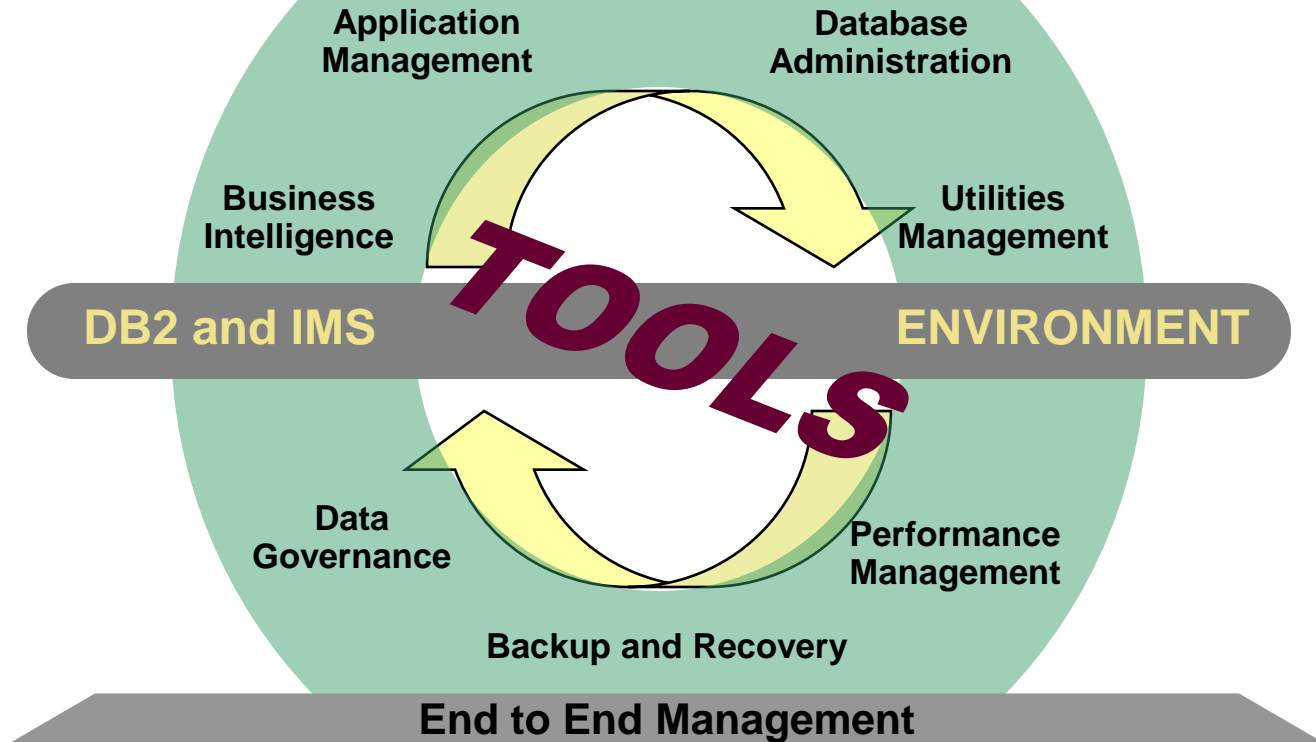 Application
Management
Database
Administration
Business
Intelligence
Utilities
Management
TOOLS
DB2 and IMS
ENVIRONMENT
Data
Governance
Performance
Management
Backup and Recovery
End to End Management